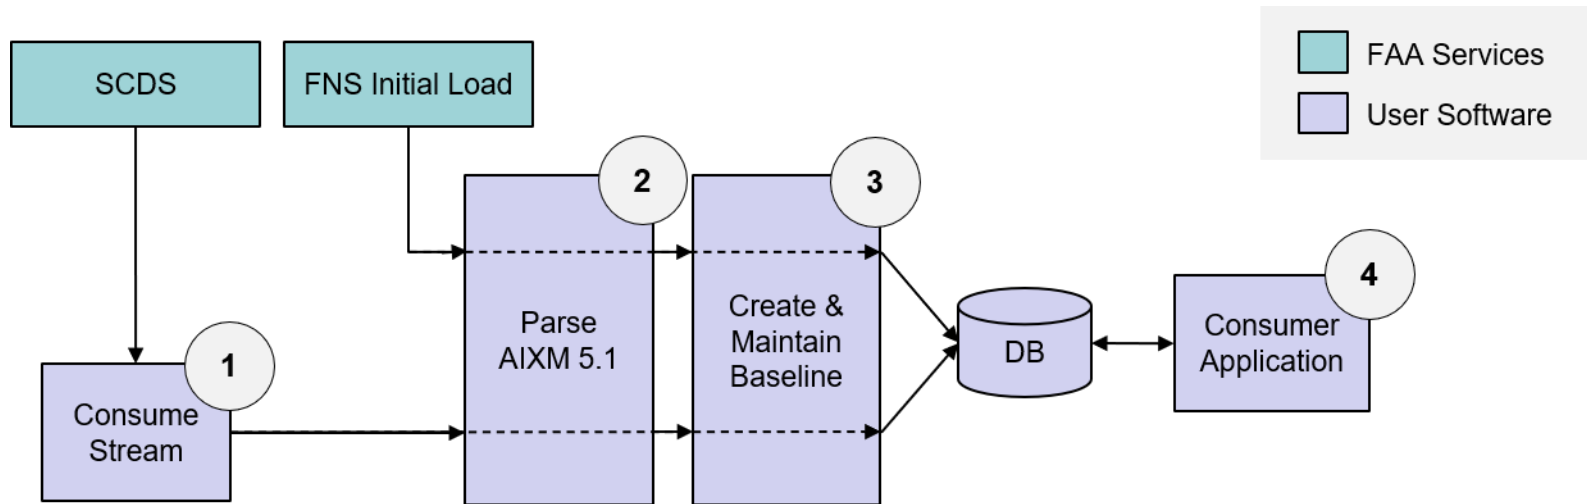 SCDS
FNS Initial Load
FAA Services
User Software
1
Consume
Stream
2
Parse
AIXM 5.1
3
Create &
Maintain
Baseline
DB
4
Consumer
Application